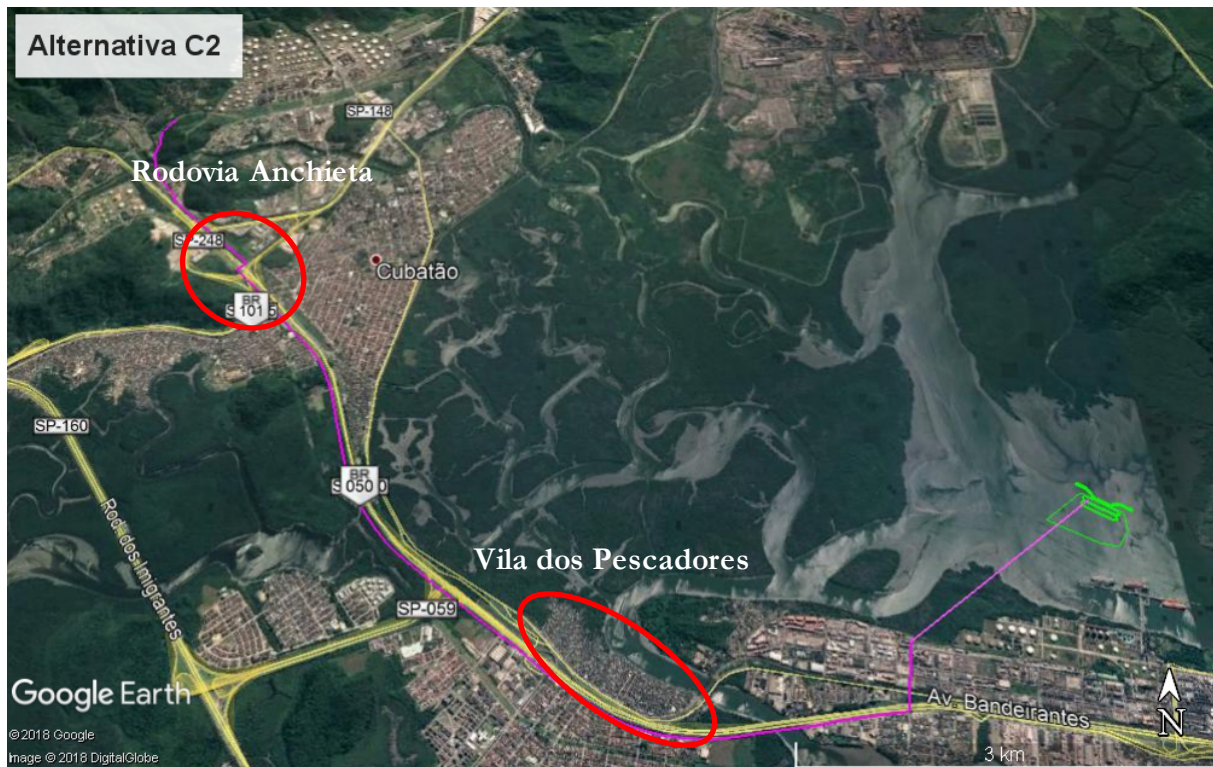 Alternativa C2
SP-148
Rodovia Anchieta
SP-248
Cubatão
BR
101
SP-160
BR
050
Rod. dos Imigrantes
Vila dos Pescadores
SP-059
Google Earth
Av. Bandeirantes
N
©2018 Google
Image © 2018 DigitalGlobe
3 km